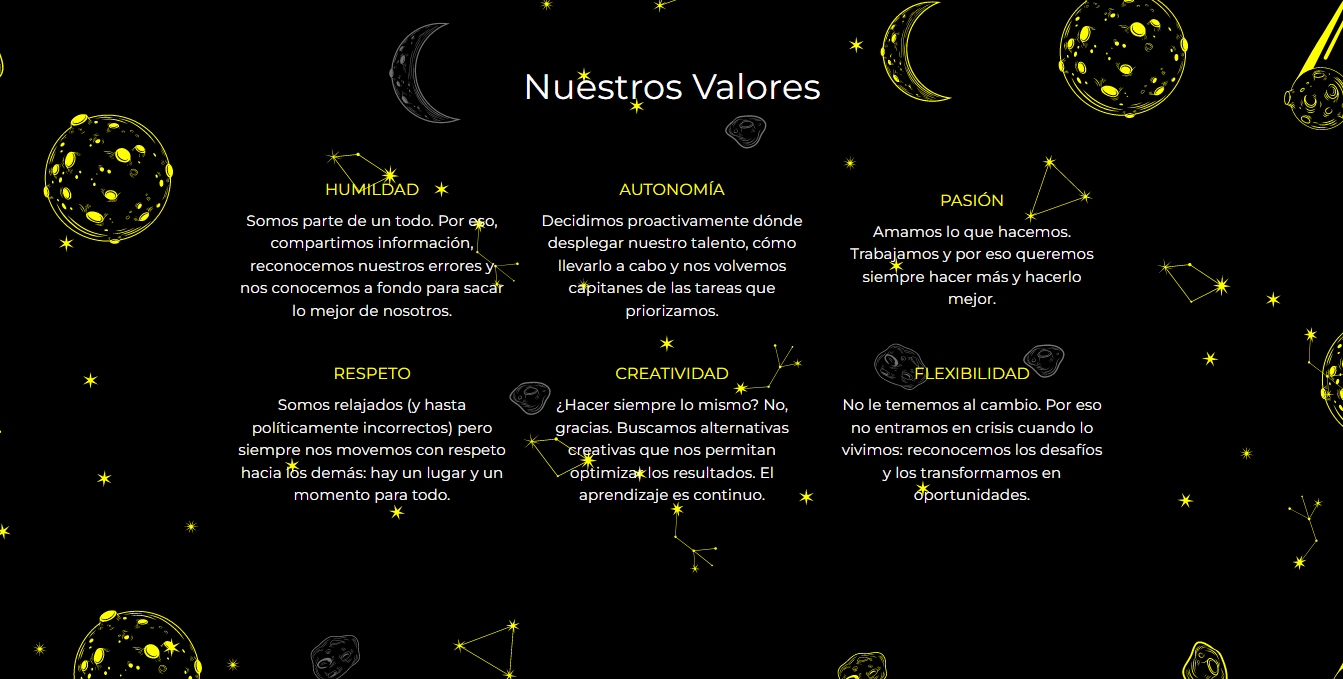 Nuestros Valores
HUMILDAD
Somos parte de un todo. Por eso,
compartimos información,
reconocemos nuestros errores y
nos conocemos a fondo para sacar
lo mejor de nosotros.
AUTONOMÍA
Decidimos proactivamente dónde
desplegar nuestro talento, cómo
llevarlo a cabo y nos volvemos
capitanes de las tareas que
priorizamos.
PASIÓN
Amamos lo que hacemos.
Trabajamos y por eso queremos
siempre hacer más y hacerlo
mejor.
RESPETO
Somos relajados (y hasta
políticamente incorrectos) pero
siempre nos movemos con respeto
hacia los demás: hay un lugar y un
momento para todo.
CREATIVIDAD
¿Hacer siempre lo mismo? No,
gracias. Buscamos alternativas
creativas que nos permitan
optimizar los resultados. El
aprendizaje es continuo.
FLEXIBILIDAD
No le tememos al cambio. Por eso
no entramos en crisis cuando lo
vivimos: reconocemos los desafíos
y los transformamos en
oportunidades.